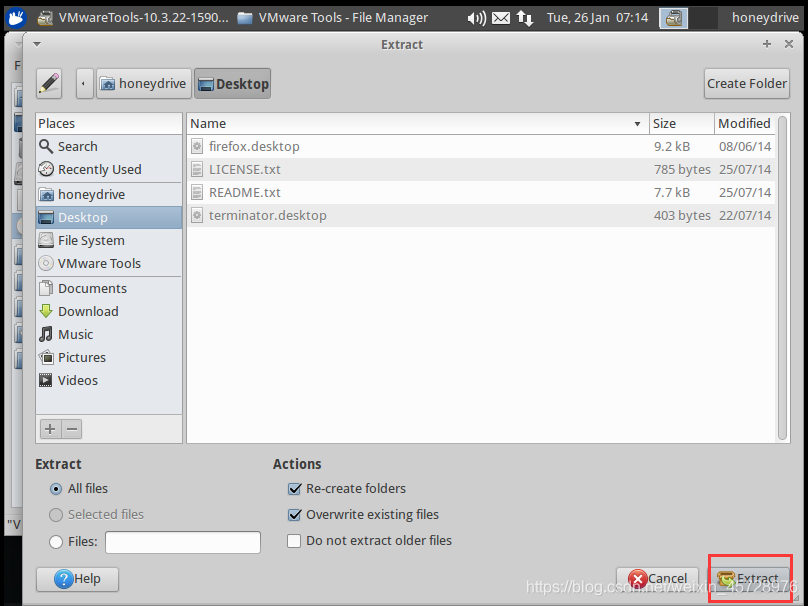 VMwareTools-10.3.22-1590... VMware Tools - File Manager Tue, 26 Jan 07:14 honeydrive
Extract
honeydrive Desktop Create Folder
Places Name Size Modified
Search firefox.desktop 9.2 kB 08/06/14
Recently Used LICENSE.txt 785 bytes 25/07/14
honeydrive README.txt 7.7 kB 25/07/14
Desktop terminator.desktop 403 bytes 22/07/14
File System
VMware Tools
Documents
Download
Music
Pictures
Videos
Extract Actions
All files Re-create folders
Selected files Overwrite existing files
Files: Do not extract older files
"V
Help Cancel Extract
https://blog.csdn.net/weixin_45728976